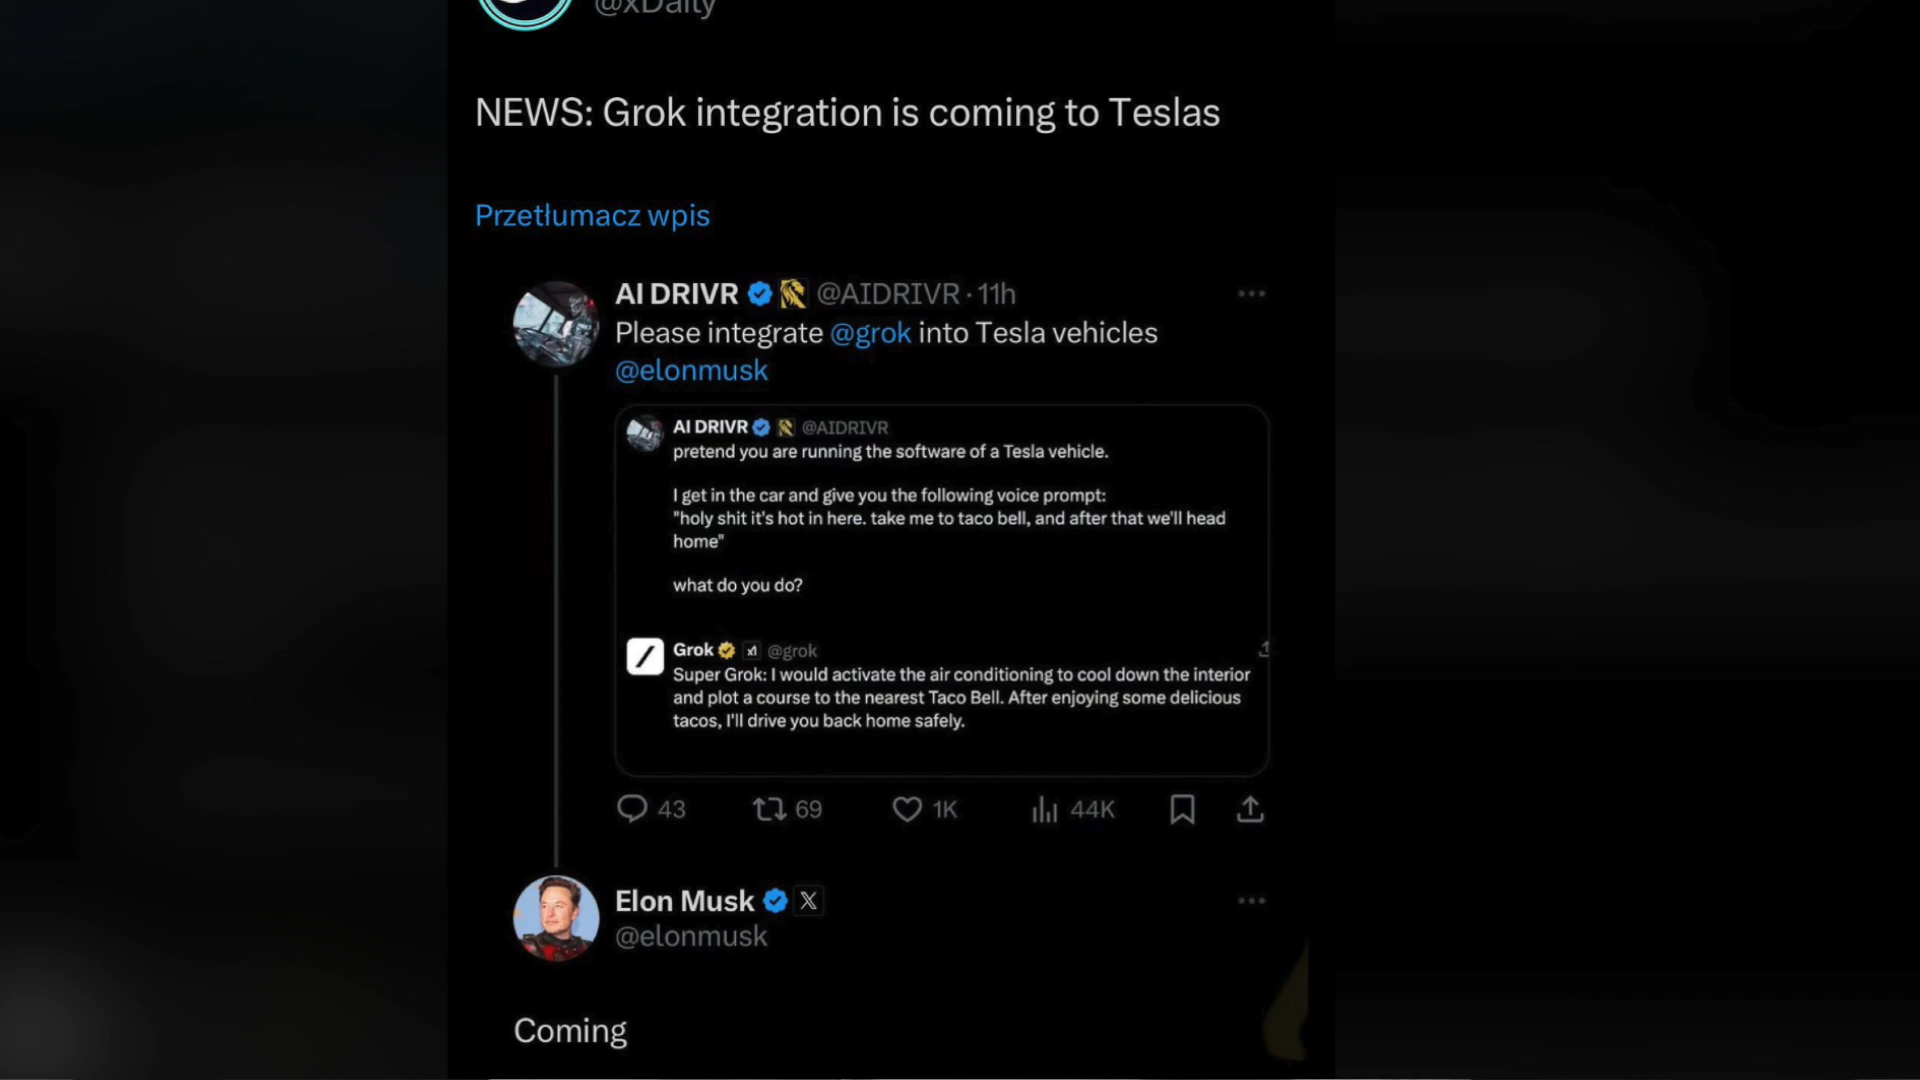 @xDaily
NEWS: Grok integration is coming to Teslas
Przetłumacz wpis
AI DRIVR @AIDRIVR · 11h
Please integrate @grok into Tesla vehicles
@elonmusk
AI DRIVR @AIDRIVR
pretend you are running the software of a Tesla vehicle.
I get in the car and give you the following voice prompt:
"holy shit it's hot in here. take me to taco bell, and after that we'll head
home"
what do you do?
Grok xI @grok
Super Grok: I would activate the air conditioning to cool down the interior
and plot a course to the nearest Taco Bell. After enjoying some delicious
tacos, I'll drive you back home safely.
43 69 1K 44K
Elon Musk X
@elonmusk
Coming